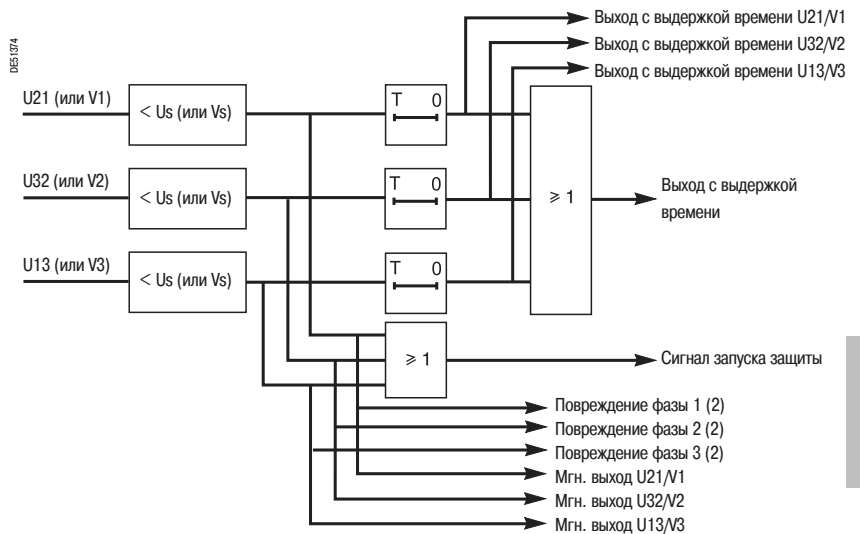 Выход с выдержкой времени U21/V1
Выход с выдержкой времени U32/V2
Выход с выдержкой времени U13/V3
DE51374
U21 (или V1)
< Us (или Vs)
T 0
U32 (или V2)
< Us (или Vs)
T 0
⩾ 1
Выход с выдержкой
времени
U13 (или V3)
< Us (или Vs)
T 0
⩾ 1
Сигнал запуска защиты
Повреждение фазы 1 (2)
Повреждение фазы 2 (2)
Повреждение фазы 3 (2)
Мгн. выход U21/V1
Мгн. выход U32/V2
Мгн. выход U13/V3